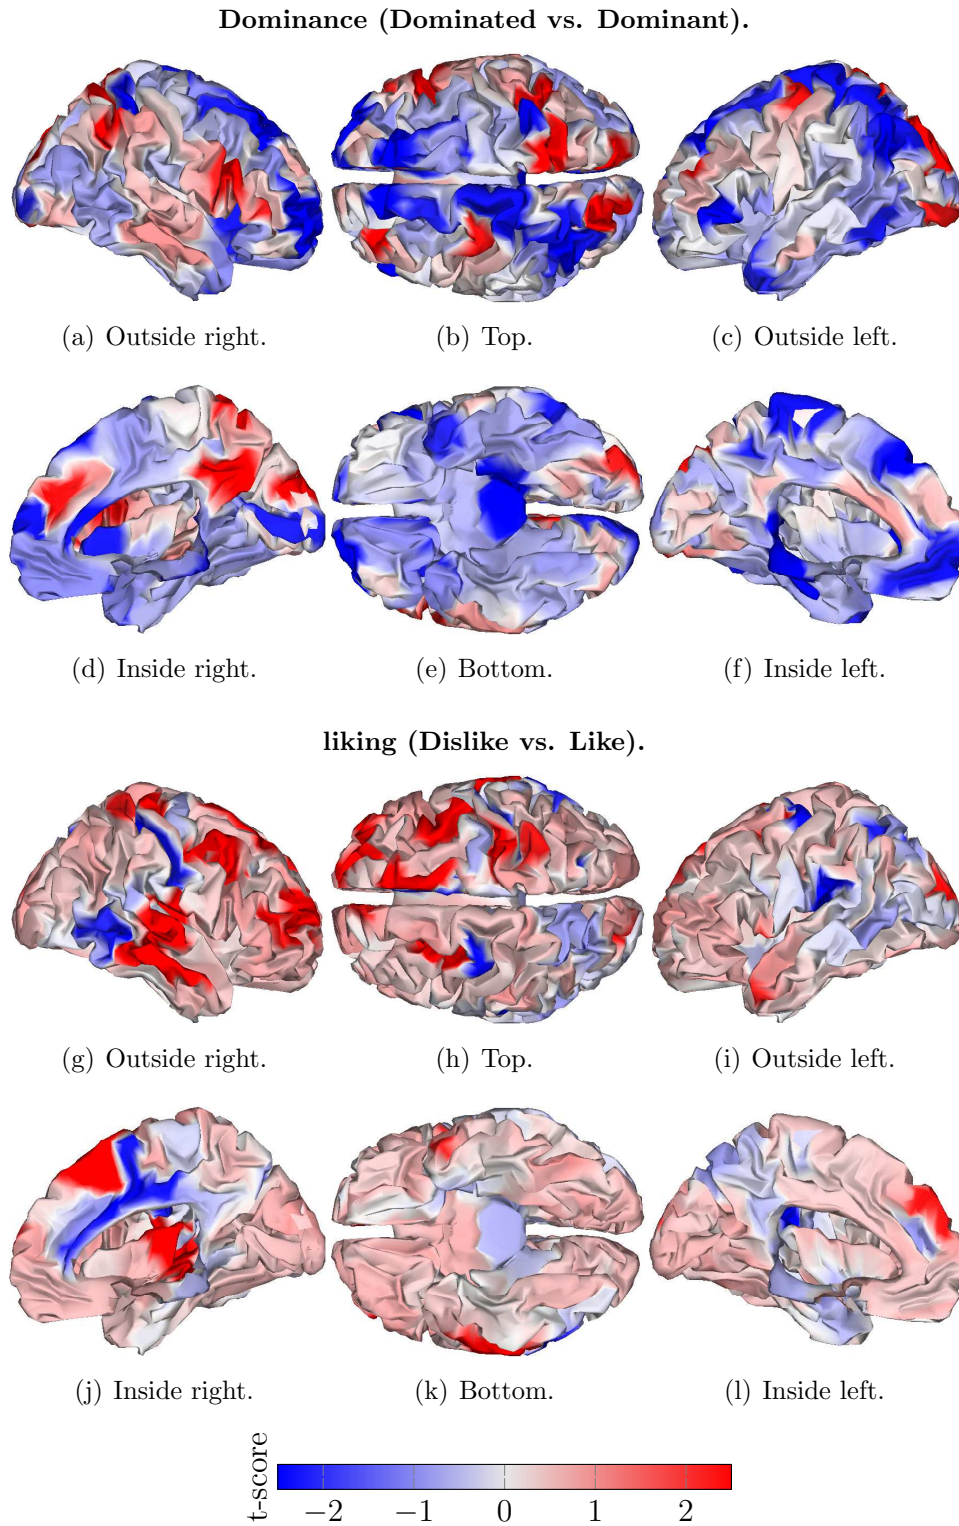 Dominance (Dominated vs. Dominant).
(a) Outside right.
(b) Top.
(c) Outside left.
(d) Inside right.
(e) Bottom.
(f) Inside left.
liking (Dislike vs. Like).
(g) Outside right.
(h) Top.
(i) Outside left.
(j) Inside right.
(k) Bottom.
(l) Inside left.
t-score
−2 −1 0 1 2